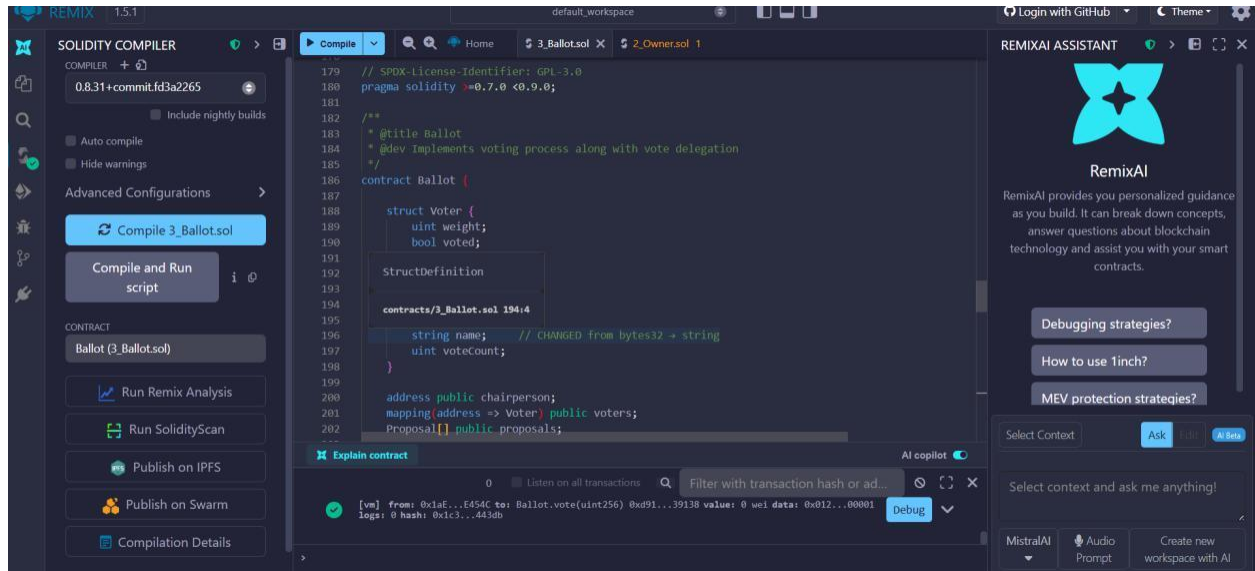 REMIX 1.5.1
default_workspace
Login with GitHub
Theme
SOLIDITY COMPILER
COMPILER
0.8.31+commit.fd3a2265
Include nightly builds
Auto compile
Hide warnings
Advanced Configurations
Compile 3_Ballot.sol
Compile and Run
script
CONTRACT
Ballot (3_Ballot.sol)
Run Remix Analysis
Run SolidityScan
Publish on IPFS
Publish on Swarm
Compilation Details
Compile
Home
3_Ballot.sol
2_Owner.sol 1
179 // SPDX-License-Identifier: GPL-3.0
180 pragma solidity >=0.7.0 <0.9.0;
181
182 /**
183 * @title Ballot
184 * @dev Implements voting process along with vote delegation
185 */
186 contract Ballot {
187
188 struct Voter {
189 uint weight;
190 bool voted;
191
192 StructDefinition
193
194 contracts/3_Ballot.sol 194:4
195
196 string name; // CHANGED from bytes32 → string
197 uint voteCount;
198 }
199
200 address public chairperson;
201 mapping(address => Voter) public voters;
202 Proposal[] public proposals;
Explain contract
AI copilot
0 Listen on all transactions Filter with transaction hash or ad...
[vm] from: 0x1aE...E454C to: Ballot.vote(uint256) 0xd91...39138 value: 0 wei data: 0x012...00001
logs: 0 hash: 0x1c3...443db
Debug
>
REMIXAI ASSISTANT
RemixAI
RemixAI provides you personalized guidance
as you build. It can break down concepts,
answer questions about blockchain
technology and assist you with your smart
contracts.
Debugging strategies?
How to use 1inch?
MEV protection strategies?
Select Context
Ask
Edit
AI Beta
Select context and ask me anything!
MistralAI
Audio
Prompt
Create new
workspace with AI